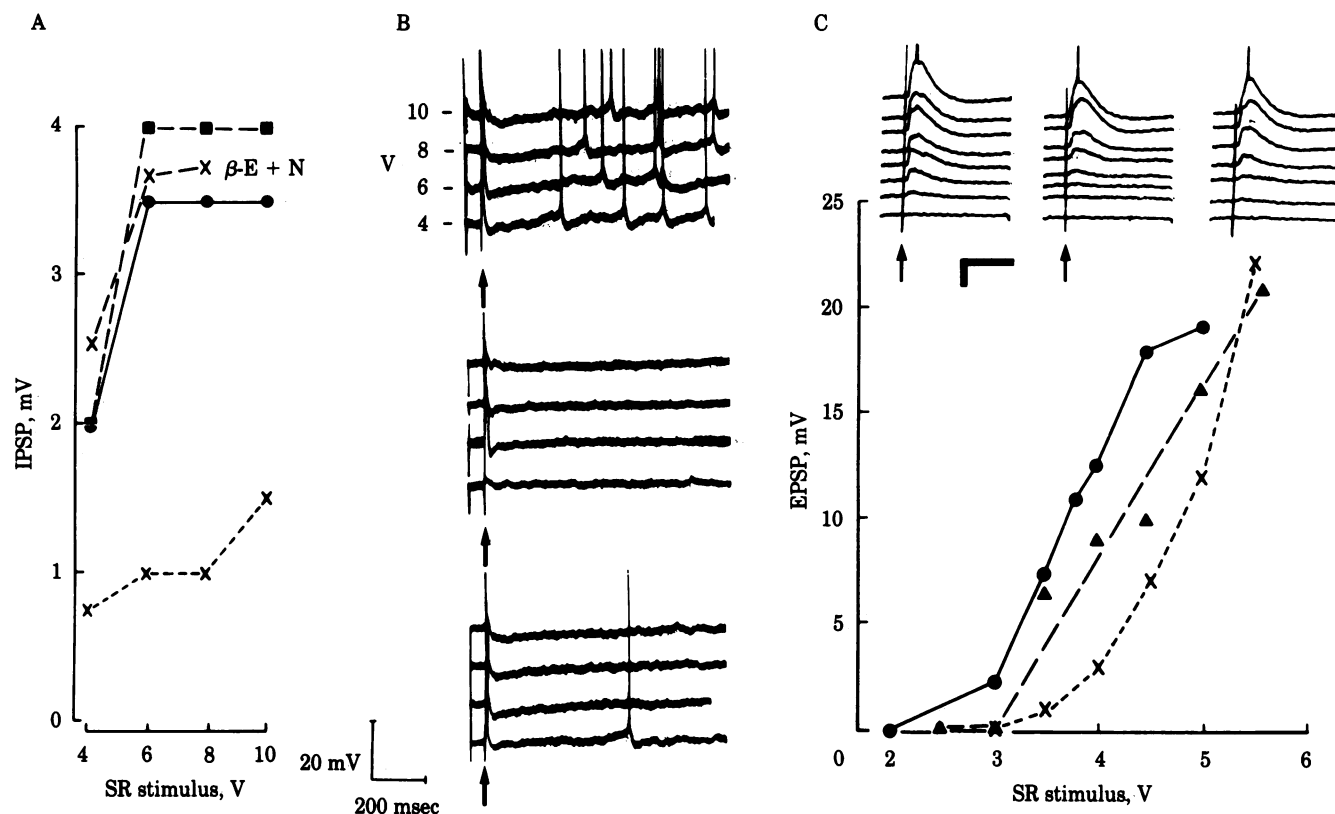 A
B
C
4
3
2
1
0
IPSP, mV
β-E + N
4 6 8 10
SR stimulus, V
10
8
V
6
4
20 mV
200 msec
25
20
15
10
5
0
EPSP, mV
2 3 4 5 6
SR stimulus, V